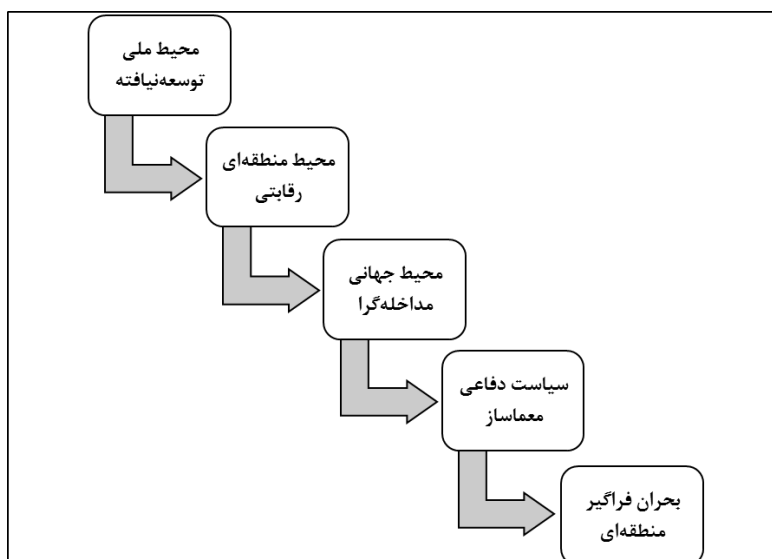 محیط ملی
توسعه‌نیافته
محیط منطقه‌ای
رقابتی
محیط جهانی
مداخله‌گرا
سیاست دفاعی
معماساز
بحران فراگیر
منطقه‌ای